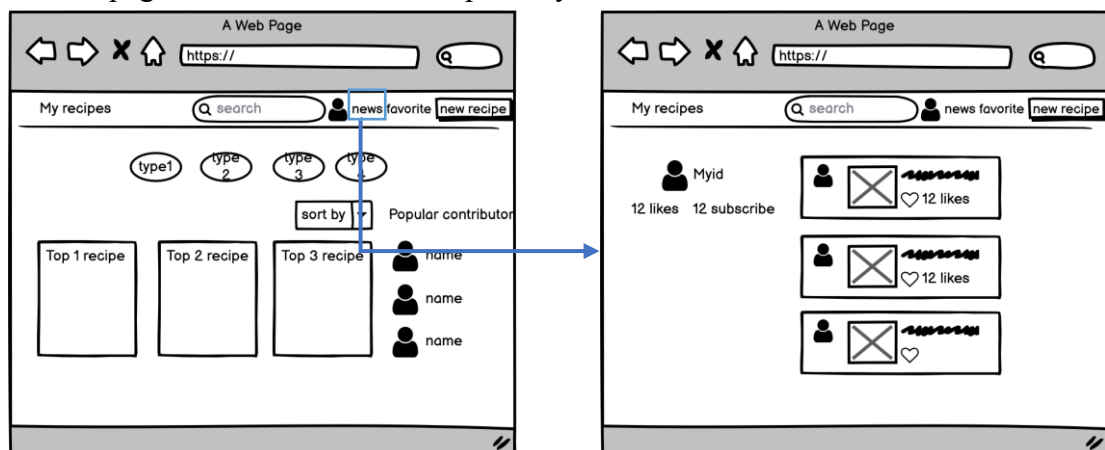 A Web Page
https://
My recipes search news favorite new recipe
type1 type 2 type 3 type
sort by Popular contributor
Top 1 recipe Top 2 recipe Top 3 recipe name
name
name
A Web Page
https://
My recipes search news favorite new recipe
Myid
12 likes 12 subscribe
12 likes
12 likes